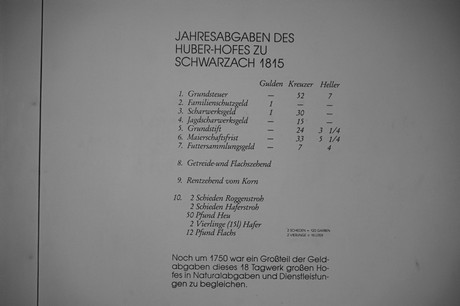 JAHRESABGABEN DES
HUBER-HOFES ZU
SCHWARZACH 1815
Gulden Kreuzer Heller
1. Grundsteuer — 52 7
2. Familienschutzgeld 1 — —
3. Scharwerksgeld 1 30 —
4. Jagdscharwerksgeld — 15 —
5. Grundstift — 24 3 1/4
6. Maierschaftsfrist — 33 5 1/4
7. Futtersammlungsgeld — 7 4
8. Getreide-und Flachszehend
9. Rentzehend vom Korn
10. 2 Schieden Roggenstroh
2 Schieden Haferstroh
50 Pfund Heu
2 Vierlinge (15l) Hafer
12 Pfund Flachs
Noch um 1750 war ein Großteil der Geld-
abgaben dieses 18 Tagwerk großen Ho-
fes in Naturalabgaben und Dienstleistun-
gen zu begleichen.